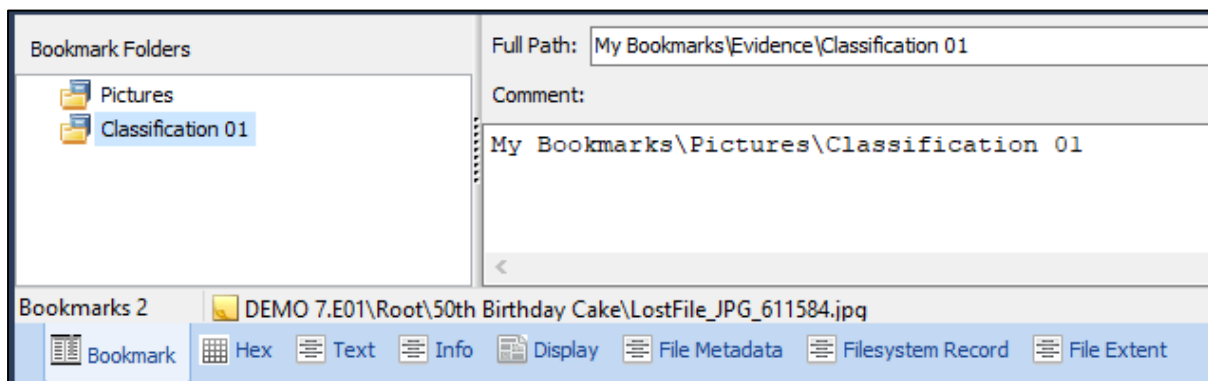 Bookmark Folders
Pictures
Classification 01
Full Path: My Bookmarks\Evidence\Classification 01
Comment:
My Bookmarks\Pictures\Classification 01
Bookmarks 2 DEMO 7.E01\Root\50th Birthday Cake\LostFile_JPG_611584.jpg
Bookmark Hex Text Info Display File Metadata Filesystem Record File Extent